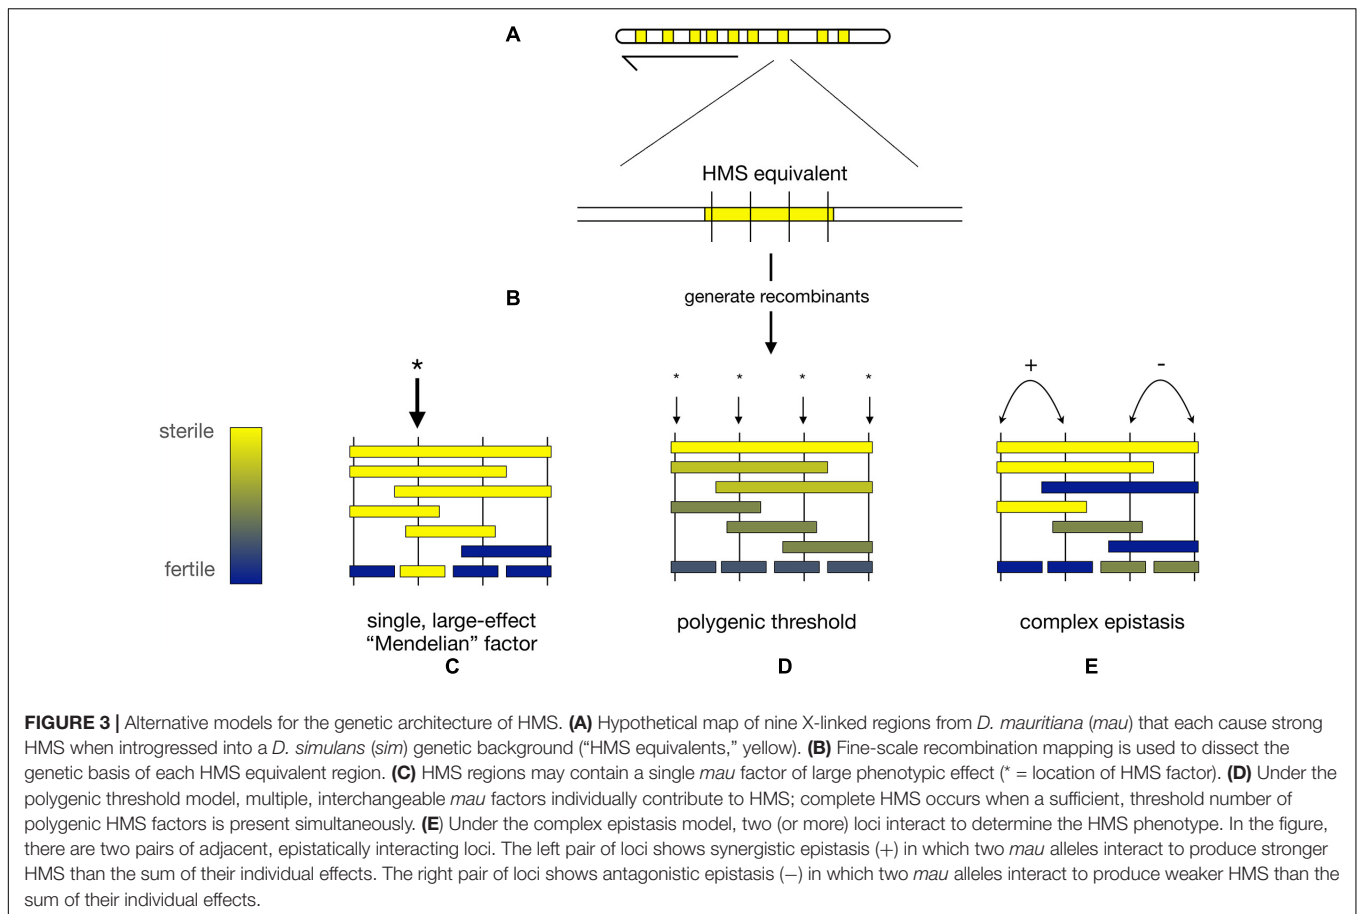 A
HMS equivalent
generate recombinants
B
* * * * * + -
sterile
fertile
single, large-effect
“Mendelian” factor
C
polygenic threshold
D
complex epistasis
E
FIGURE 3 | Alternative models for the genetic architecture of HMS. (A) Hypothetical map of nine X-linked regions from D. mauritiana (mau) that each cause strong
HMS when introgressed into a D. simulans (sim) genetic background (“HMS equivalents,” yellow). (B) Fine-scale recombination mapping is used to dissect the
genetic basis of each HMS equivalent region. (C) HMS regions may contain a single mau factor of large phenotypic effect (* = location of HMS factor). (D) Under the
polygenic threshold model, multiple, interchangeable mau factors individually contribute to HMS; complete HMS occurs when a sufficient, threshold number of
polygenic HMS factors is present simultaneously. (E) Under the complex epistasis model, two (or more) loci interact to determine the HMS phenotype. In the figure,
there are two pairs of adjacent, epistatically interacting loci. The left pair of loci shows synergistic epistasis (+) in which two mau alleles interact to produce stronger
HMS than the sum of their individual effects. The right pair of loci shows antagonistic epistasis (−) in which two mau alleles interact to produce weaker HMS than the
sum of their individual effects.